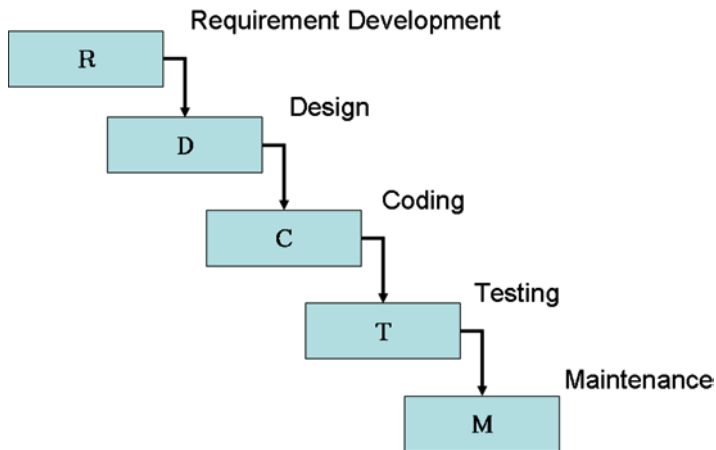 Requirement Development
R
Design
D
Coding
C
Testing
T
Maintenance
M